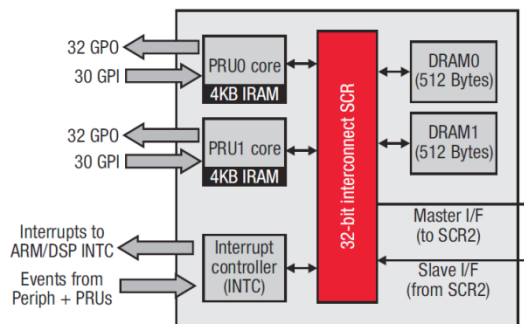 32 GPO
30 GPI
PRU0 core
4KB IRAM
32 GPO
30 GPI
PRU1 core
4KB IRAM
Interrupts to
ARM/DSP INTC
Events from
Periph + PRUs
Interrupt
controller
(INTC)
32-bit interconnect SCR
DRAM0
(512 Bytes)
DRAM1
(512 Bytes)
Master I/F
(to SCR2)
Slave I/F
(from SCR2)